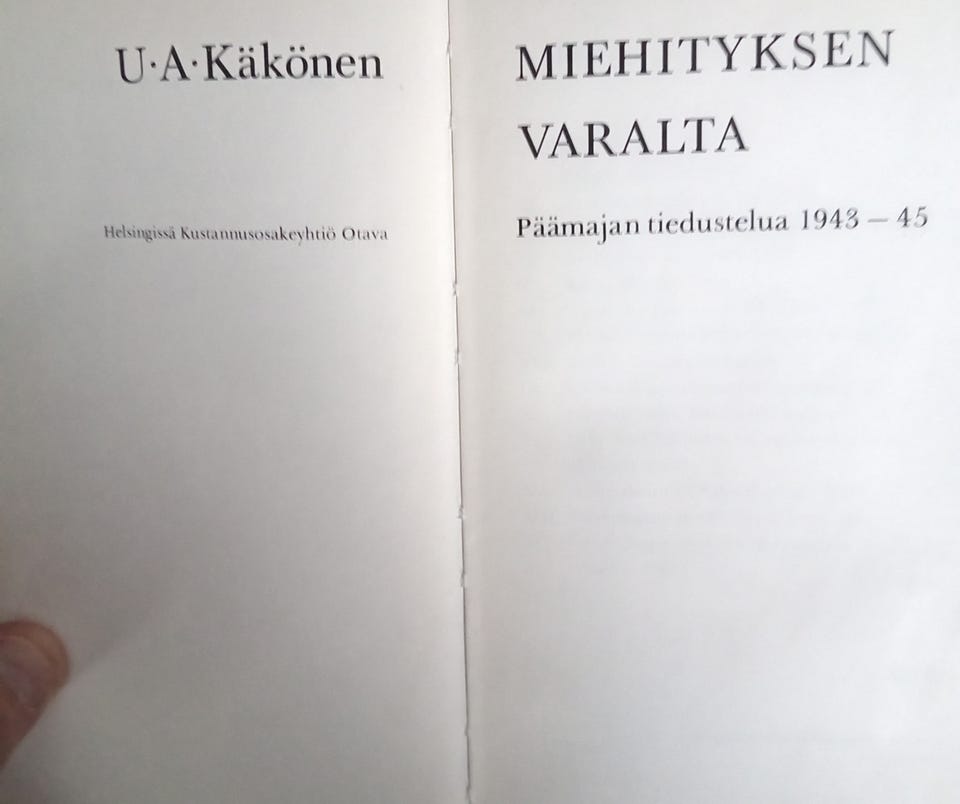 U·A·Käkönen
Helsingissä Kustannusosakeyhtiö Otava
MIEHITYKSEN
VARALTA
Päämajan tiedustelua 1943 – 45